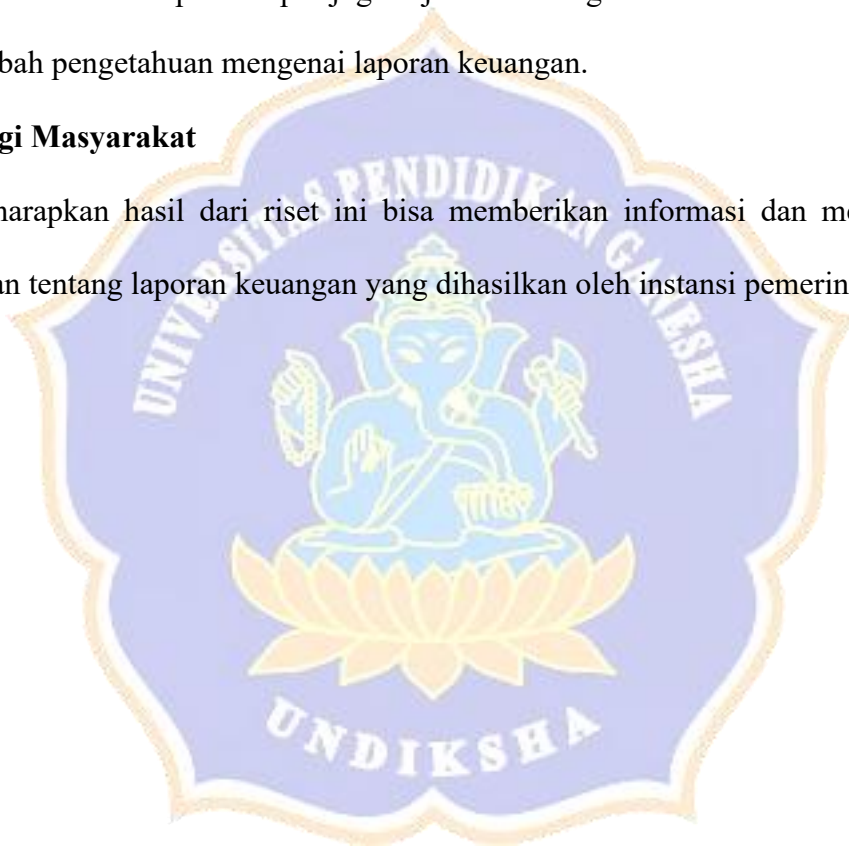 bah pengetahuan mengenai laporan keuangan.
gi Masyarakat
harapkan hasil dari riset ini bisa memberikan informasi dan me
an tentang laporan keuangan yang dihasilkan oleh instansi pemerin
UNIVERSITAS PENDIDIKAN GANESHA
UNDIKSHA